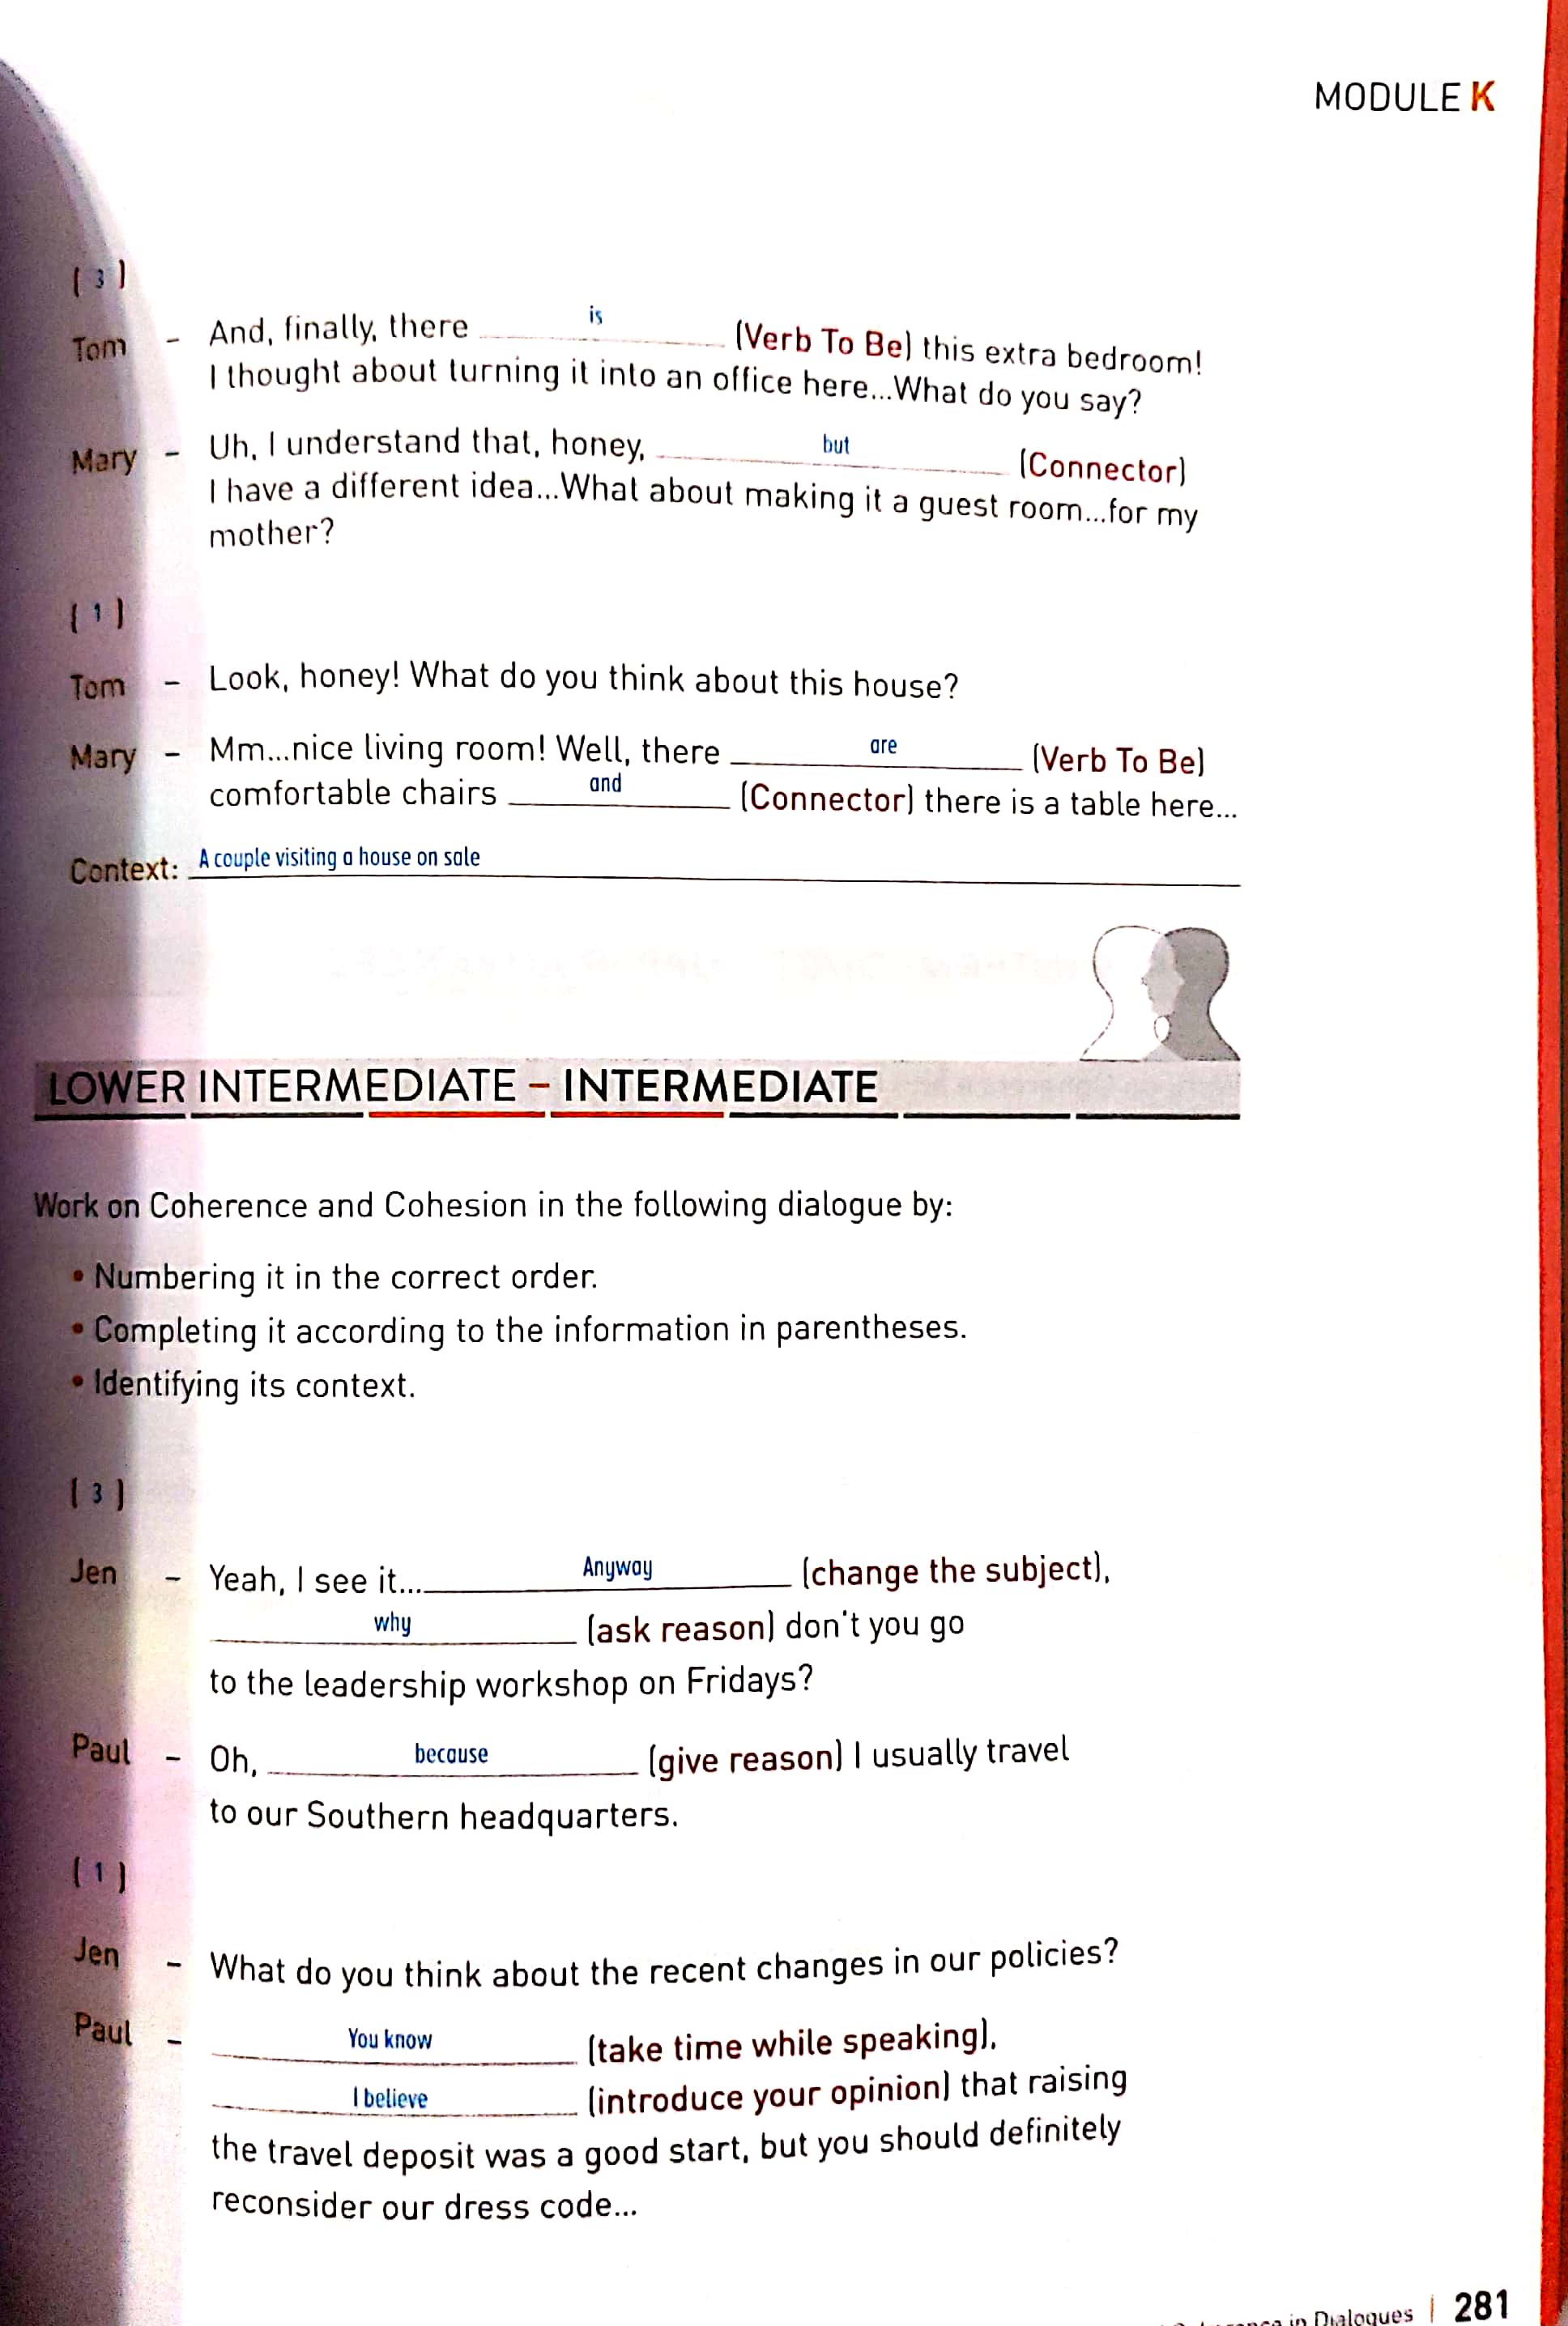 MODULE K
( 3 )
Tom - And, finally, there is (Verb To Be) this extra bedroom!
I thought about turning it into an office here...What do you say?
Mary - Uh, I understand that, honey, but (Connector)
I have a different idea...What about making it a guest room...for my
mother?
( 1 )
Tom - Look, honey! What do you think about this house?
Mary - Mm...nice living room! Well, there are (Verb To Be)
comfortable chairs and (Connector) there is a table here...
Context: A couple visiting a house on sale
LOWER INTERMEDIATE – INTERMEDIATE
Work on Coherence and Cohesion in the following dialogue by:
• Numbering it in the correct order.
• Completing it according to the information in parentheses.
• Identifying its context.
( 3 )
Jen - Yeah, I see it... Anyway (change the subject),
why (ask reason) don't you go
to the leadership workshop on Fridays?
Paul - Oh, because (give reason) I usually travel
to our Southern headquarters.
( 1 )
Jen - What do you think about the recent changes in our policies?
Paul - You know (take time while speaking),
I believe (introduce your opinion) that raising
the travel deposit was a good start, but you should definitely
reconsider our dress code...
in Dialogues | 281